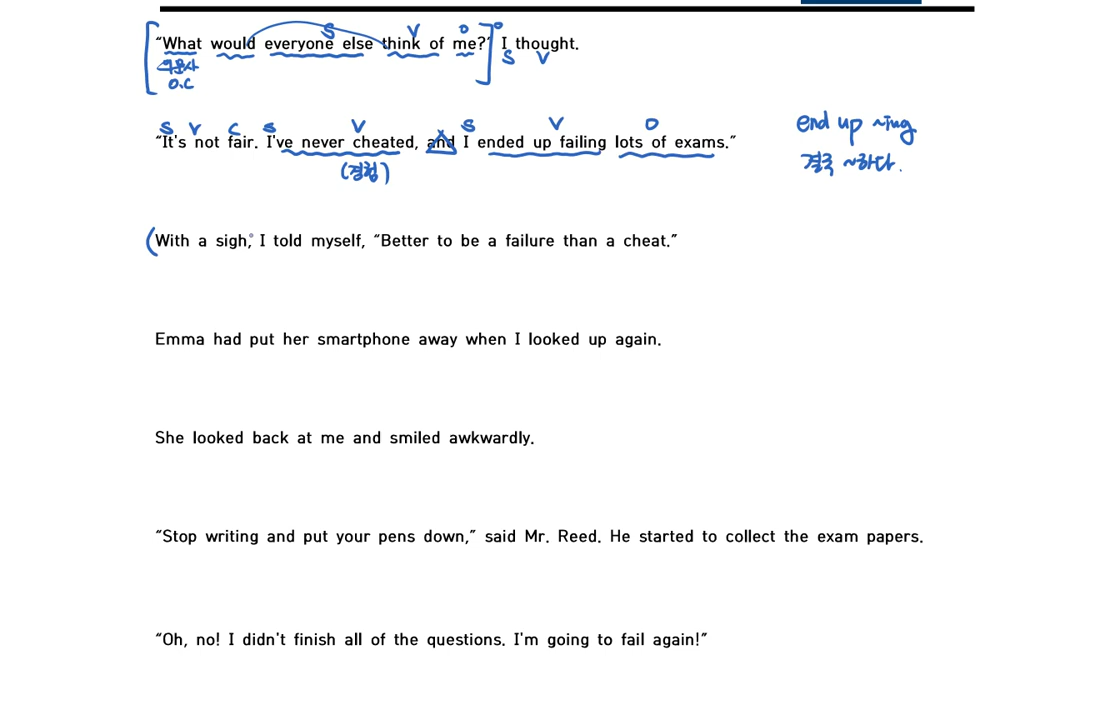 S V O O
“What would everyone else think of me?” I thought.
의문사 S V
O.C
S V C S V S V O
“It's not fair. I've never cheated, and I ended up failing lots of exams.”
end up ~ing
(경험)
결국 ~하다.
(With a sigh, I told myself, “Better to be a failure than a cheat.”
Emma had put her smartphone away when I looked up again.
She looked back at me and smiled awkwardly.
“Stop writing and put your pens down,” said Mr. Reed. He started to collect the exam papers.
“Oh, no! I didn't finish all of the questions. I'm going to fail again!”